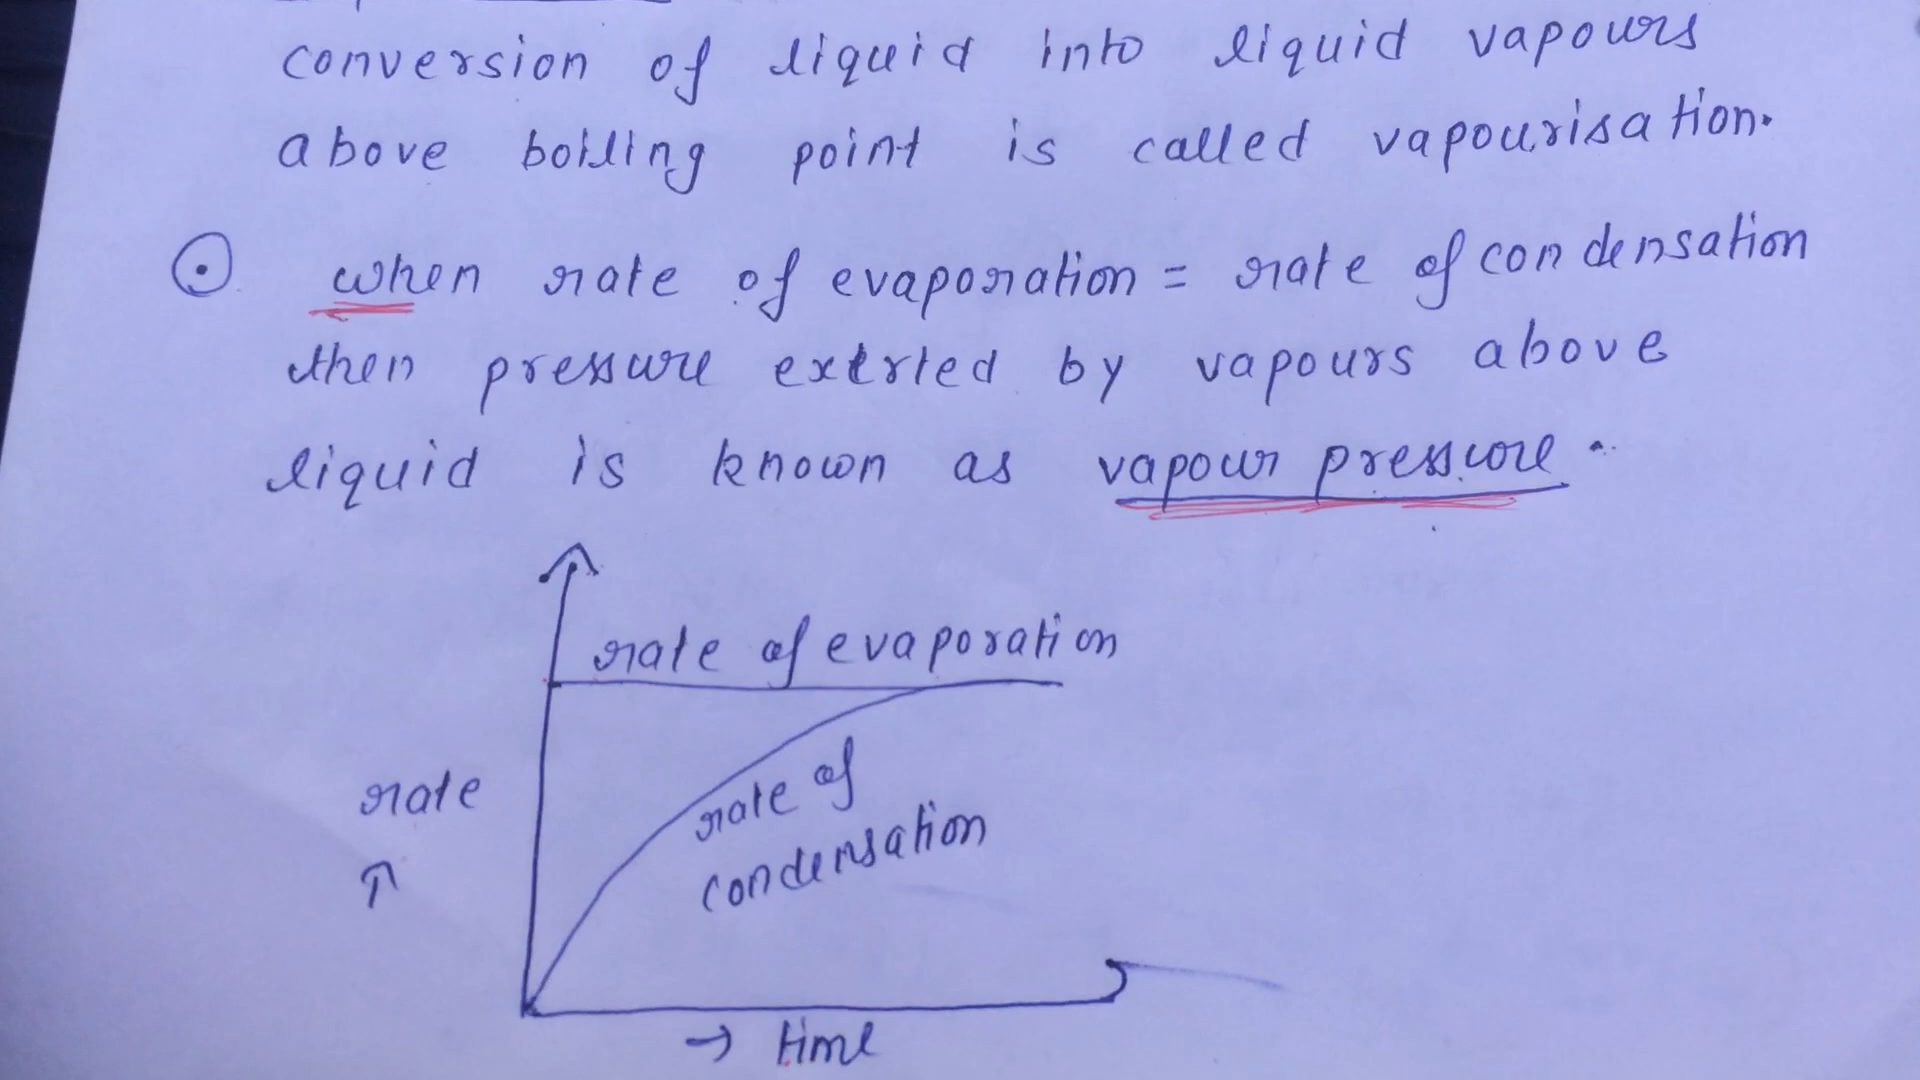 conversion of liquid into liquid vapours
above boiling point is called vapourisation.
when rate of evaporation = rate of condensation
then pressure exerted by vapours above
liquid is known as vapour pressure.
rate of evaporation
rate of
condensation
rate
↑
→ time